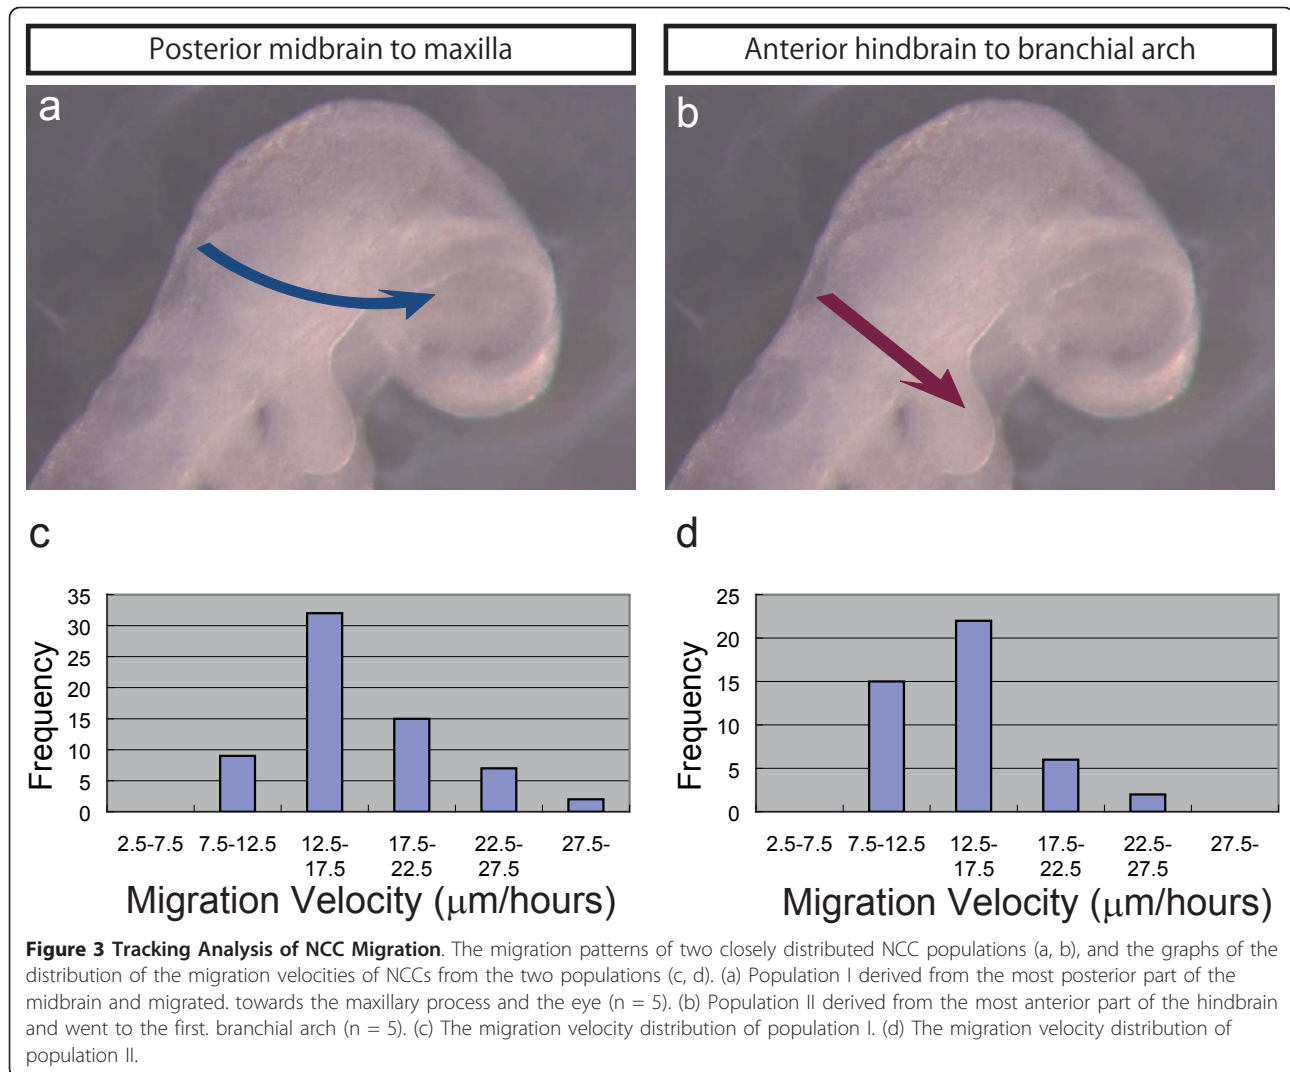 Posterior midbrain to maxilla
Anterior hindbrain to branchial arch
a
b
c
d
35
30
25
20
15
10
5
0
Frequency
2.5-7.5 7.5-12.5 12.5-17.5 17.5-22.5 22.5-27.5 27.5-
Migration Velocity (μm/hours)
25
20
15
10
5
0
Frequency
2.5-7.5 7.5-12.5 12.5-17.5 17.5-22.5 22.5-27.5 27.5-
Migration Velocity (μm/hours)
Figure 3 Tracking Analysis of NCC Migration. The migration patterns of two closely distributed NCC populations (a, b), and the graphs of the
distribution of the migration velocities of NCCs from the two populations (c, d). (a) Population I derived from the most posterior part of the
midbrain and migrated. towards the maxillary process and the eye (n = 5). (b) Population II derived from the most anterior part of the hindbrain
and went to the first. branchial arch (n = 5). (c) The migration velocity distribution of population I. (d) The migration velocity distribution of
population II.